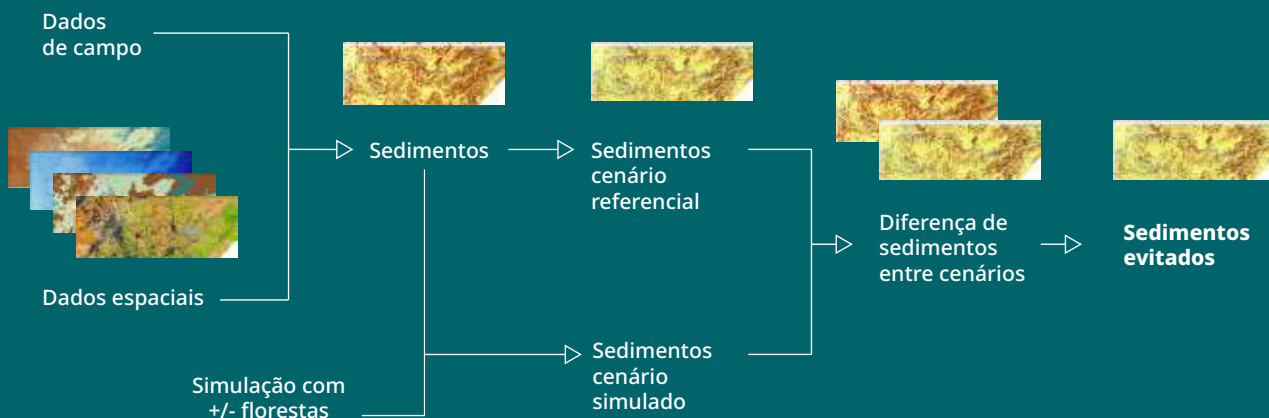 Dados
de campo
Dados espaciais
Simulação com
+/- florestas
Sedimentos
Sedimentos
cenário
referencial
Sedimentos
cenário
simulado
Diferença de
sedimentos
entre cenários
Sedimentos
evitados